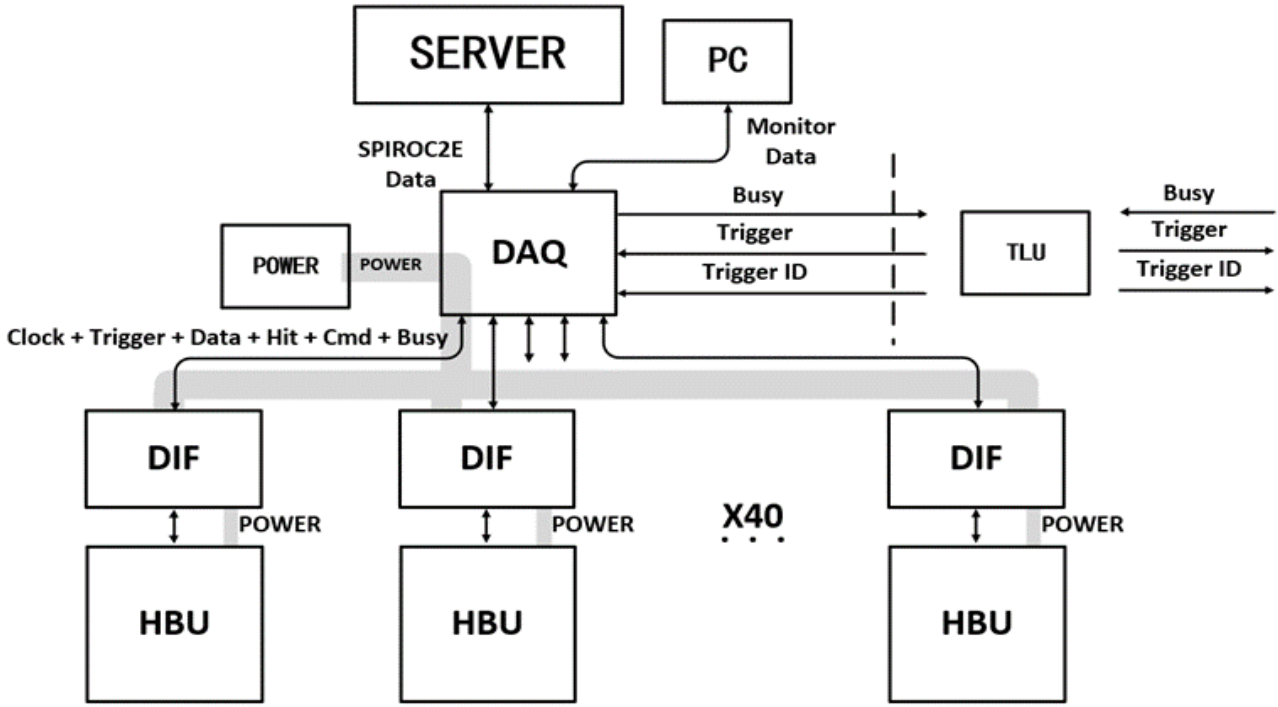 SERVER
PC
SPIROC2E
Data
Monitor
Data
Busy
Trigger
Trigger ID
DAQ
POWER
POWER
TLU
Busy
Trigger
Trigger ID
Clock + Trigger + Data + Hit + Cmd + Busy
DIF
DIF
DIF
POWER
POWER
X40
. . .
POWER
HBU
HBU
HBU